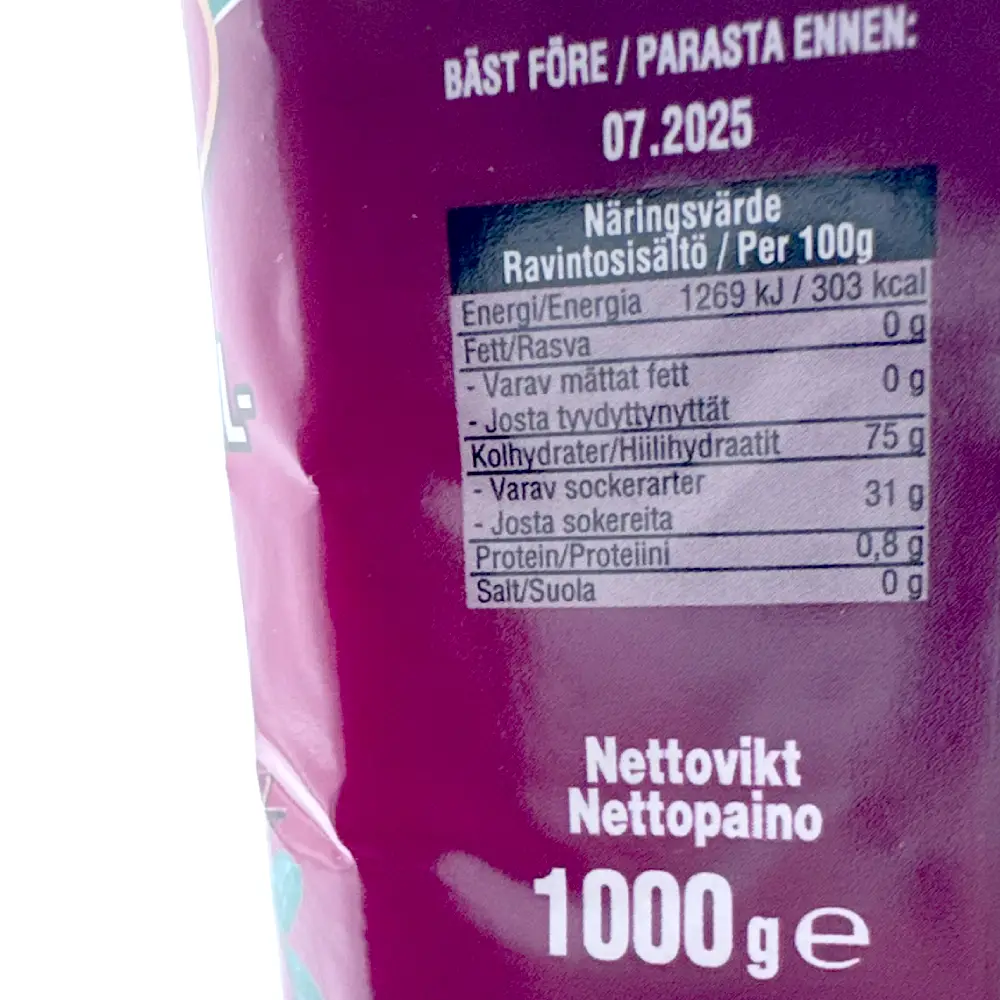 BÄST FÖRE / PARASTA ENNEN:
07.2025
Näringsvärde
Ravintosisältö / Per 100g
Energi/Energia 1269 kJ / 303 kcal
Fett/Rasva 0 g
- Varav mättat fett 0 g
- Josta tyydyttynyttät
Kolhydrater/Hiilihydraatit 75 g
- Varav sockerarter 31 g
- Josta sokereita
Protein/Proteiini 0,8 g
Salt/Suola 0 g
Nettovikt
Nettopaino
1000 g e